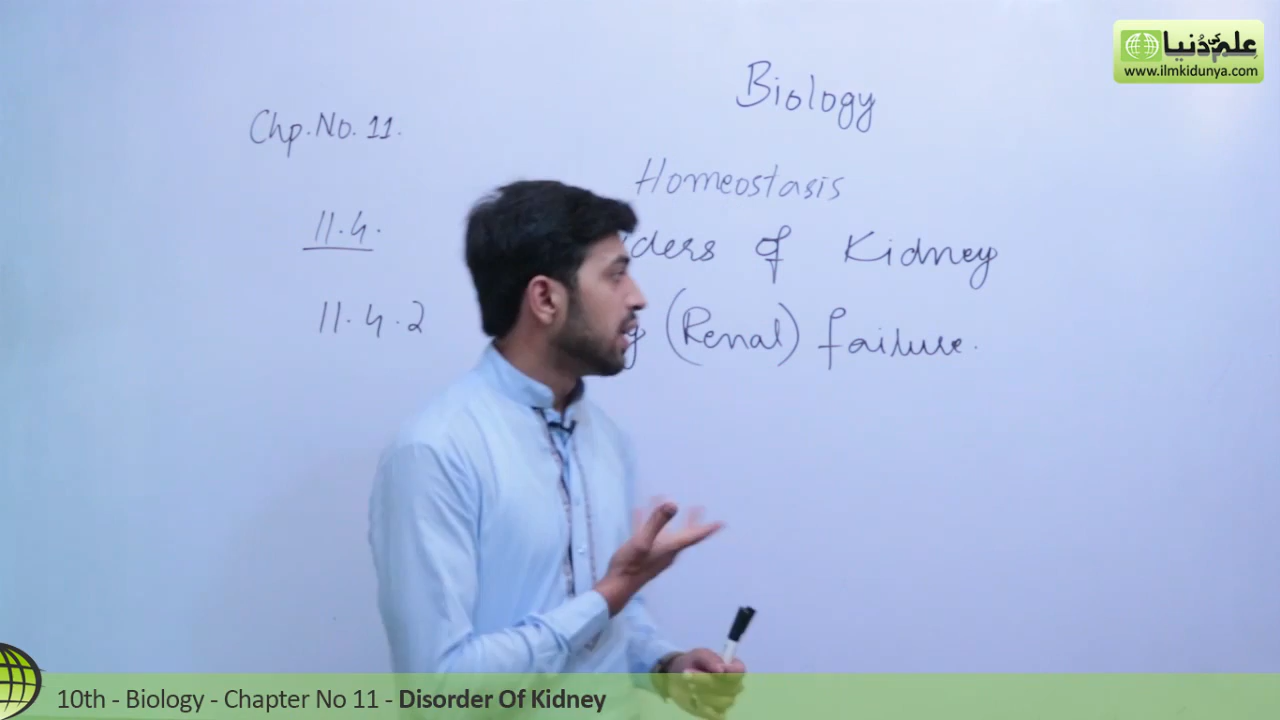 علم کی دُنیا
www.ilmkidunya.com
Biology
Chp. No. 11.
Homeostasis
11.4.
ders of Kidney
11.4.2
(Renal) failure.
10th - Biology - Chapter No 11 - Disorder Of Kidney